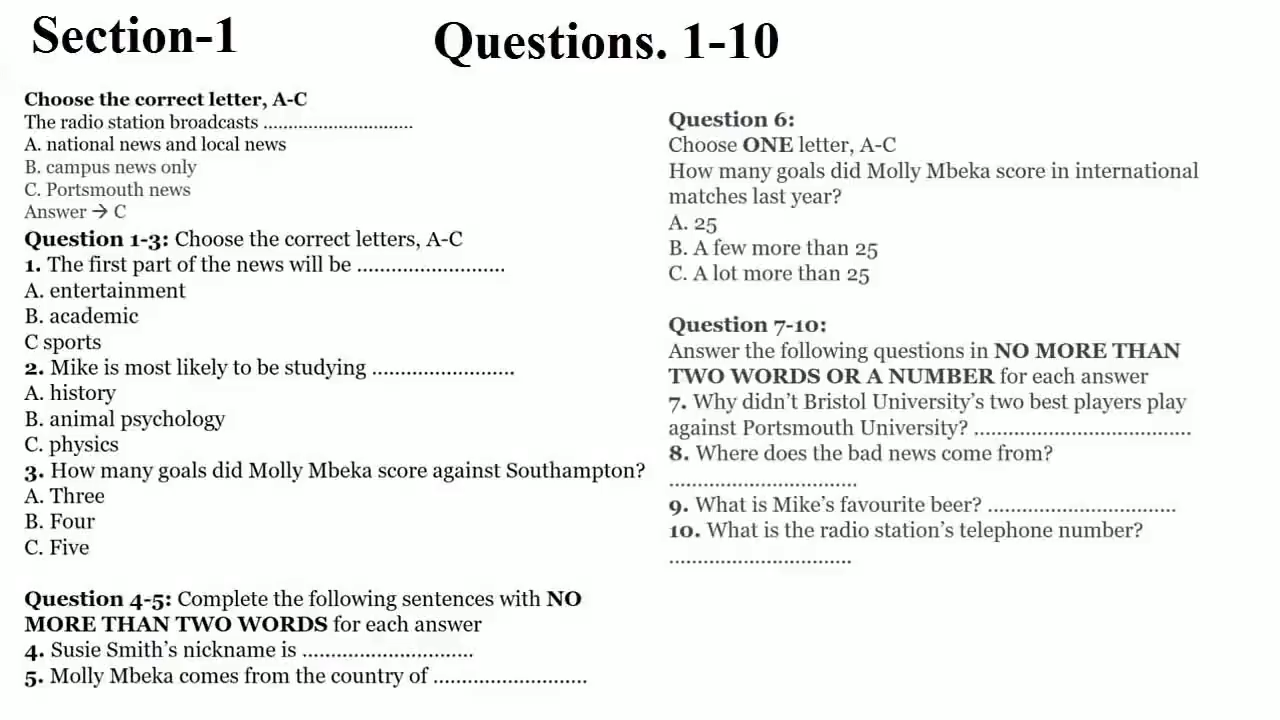 Section-1
Questions. 1-10
Choose the correct letter, A-C
The radio station broadcasts ..............................
A. national news and local news
B. campus news only
C. Portsmouth news
Answer → C
Question 1-3: Choose the correct letters, A-C
1. The first part of the news will be ..........................
A. entertainment
B. academic
C sports
2. Mike is most likely to be studying .........................
A. history
B. animal psychology
C. physics
3. How many goals did Molly Mbeka score against Southampton?
A. Three
B. Four
C. Five
Question 4-5: Complete the following sentences with NO
MORE THAN TWO WORDS for each answer
4. Susie Smith's nickname is ..............................
5. Molly Mbeka comes from the country of ...........................
Question 6:
Choose ONE letter, A-C
How many goals did Molly Mbeka score in international
matches last year?
A. 25
B. A few more than 25
C. A lot more than 25
Question 7-10:
Answer the following questions in NO MORE THAN
TWO WORDS OR A NUMBER for each answer
7. Why didn't Bristol University's two best players play
against Portsmouth University? ......................................
8. Where does the bad news come from?
.................................
9. What is Mike's favourite beer? .................................
10. What is the radio station's telephone number?
................................